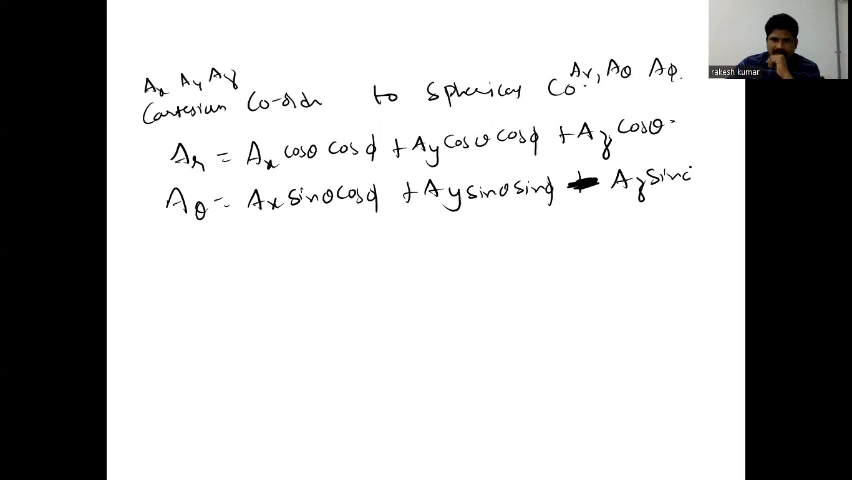 rakesh kumar
Ax Ay Az Ar, Aθ Aφ.
Cartesian Co-ordn to Spherical Co
Ar = Ax cosθ cosφ + Ay cosθ cosφ + Az cosθ
Aθ = Ax sinθ cosφ + Ay sinθ sinφ - Az sinθ